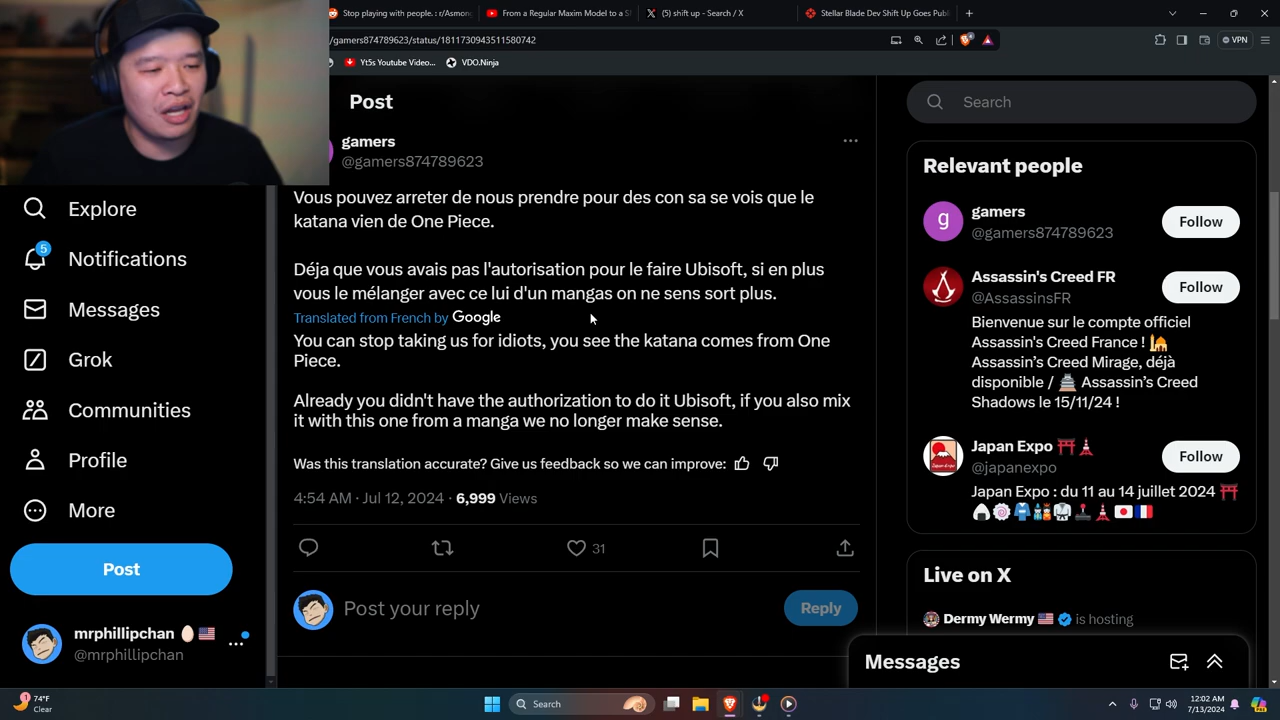 Stop playing with people. : r/Asmong
From a Regular Maxim Model to a S
(5) shift up - Search / X
Stellar Blade Dev Shift Up Goes Publ
/gamers874789623/status/1811730943511580742
VPN
Yt5s Youtube Video...
VDO.Ninja
Post
Search
gamers
@gamers874789623
Vous pouvez arreter de nous prendre pour des con sa se vois que le
katana vien de One Piece.
Déja que vous avais pas l'autorisation pour le faire Ubisoft, si en plus
vous le mélanger avec ce lui d'un mangas on ne sens sort plus.
Translated from French by Google
You can stop taking us for idiots, you see the katana comes from One
Piece.
Already you didn't have the authorization to do it Ubisoft, if you also mix
it with this one from a manga we no longer make sense.
Was this translation accurate? Give us feedback so we can improve:
4:54 AM · Jul 12, 2024 · 6,999 Views
31
Post your reply
Reply
Explore
5
Notifications
Messages
Grok
Communities
Profile
More
Post
mrphillipchan
@mrphillipchan
Relevant people
g
gamers
@gamers874789623
Follow
Assassin's Creed FR
@AssassinsFR
Follow
Bienvenue sur le compte officiel
Assassin's Creed France !
Assassin's Creed Mirage, déjà
disponible / Assassin's Creed
Shadows le 15/11/24 !
Japan Expo
@japanexpo
Follow
Japan Expo : du 11 au 14 juillet 2024
Live on X
Dermy Wermy is hosting
Messages
1
74°F
Clear
Search
12:02 AM
7/13/2024